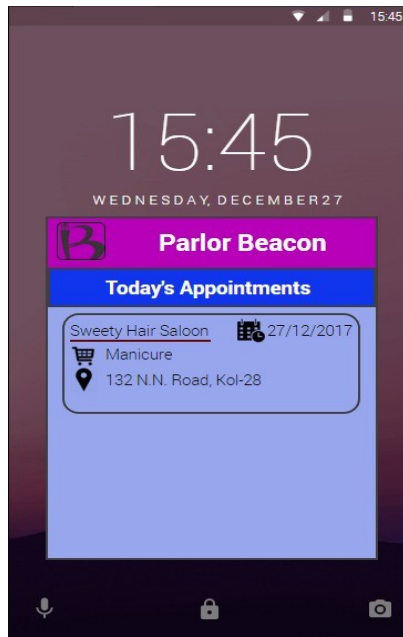 15:45
15:45
WEDNESDAY, DECEMBER27
Parlor Beacon
Today's Appointments
Sweety Hair Saloon 27/12/2017
Manicure
132 N.N. Road, Kol-28